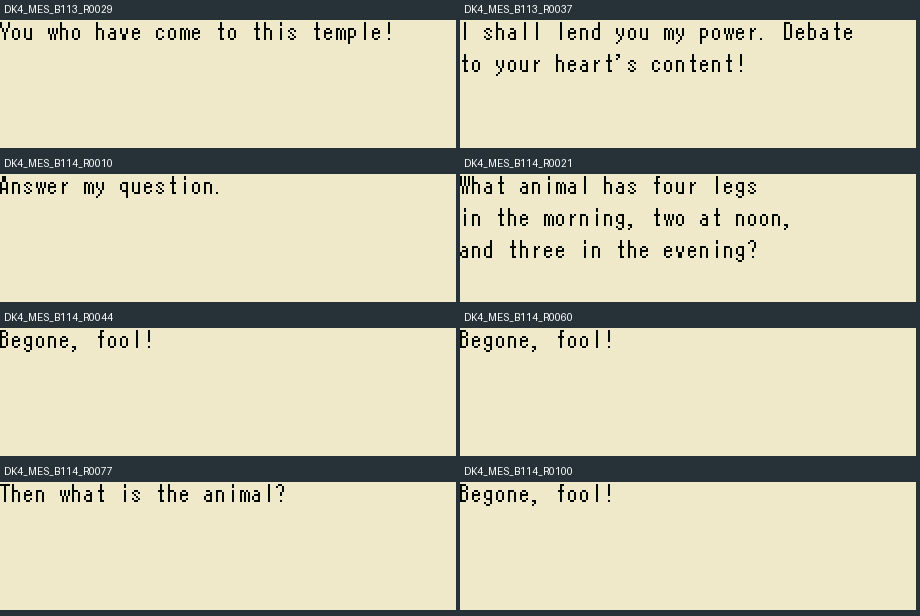 DK4_MES_B113_R0029
You who have come to this temple!
DK4_MES_B113_R0037
I shall lend you my power. Debate
to your heart's content!
DK4_MES_B114_R0010
Answer my question.
DK4_MES_B114_R0021
What animal has four legs
in the morning, two at noon,
and three in the evening?
DK4_MES_B114_R0044
Begone, fool!
DK4_MES_B114_R0060
Begone, fool!
DK4_MES_B114_R0077
Then what is the animal?
DK4_MES_B114_R0100
Begone, fool!